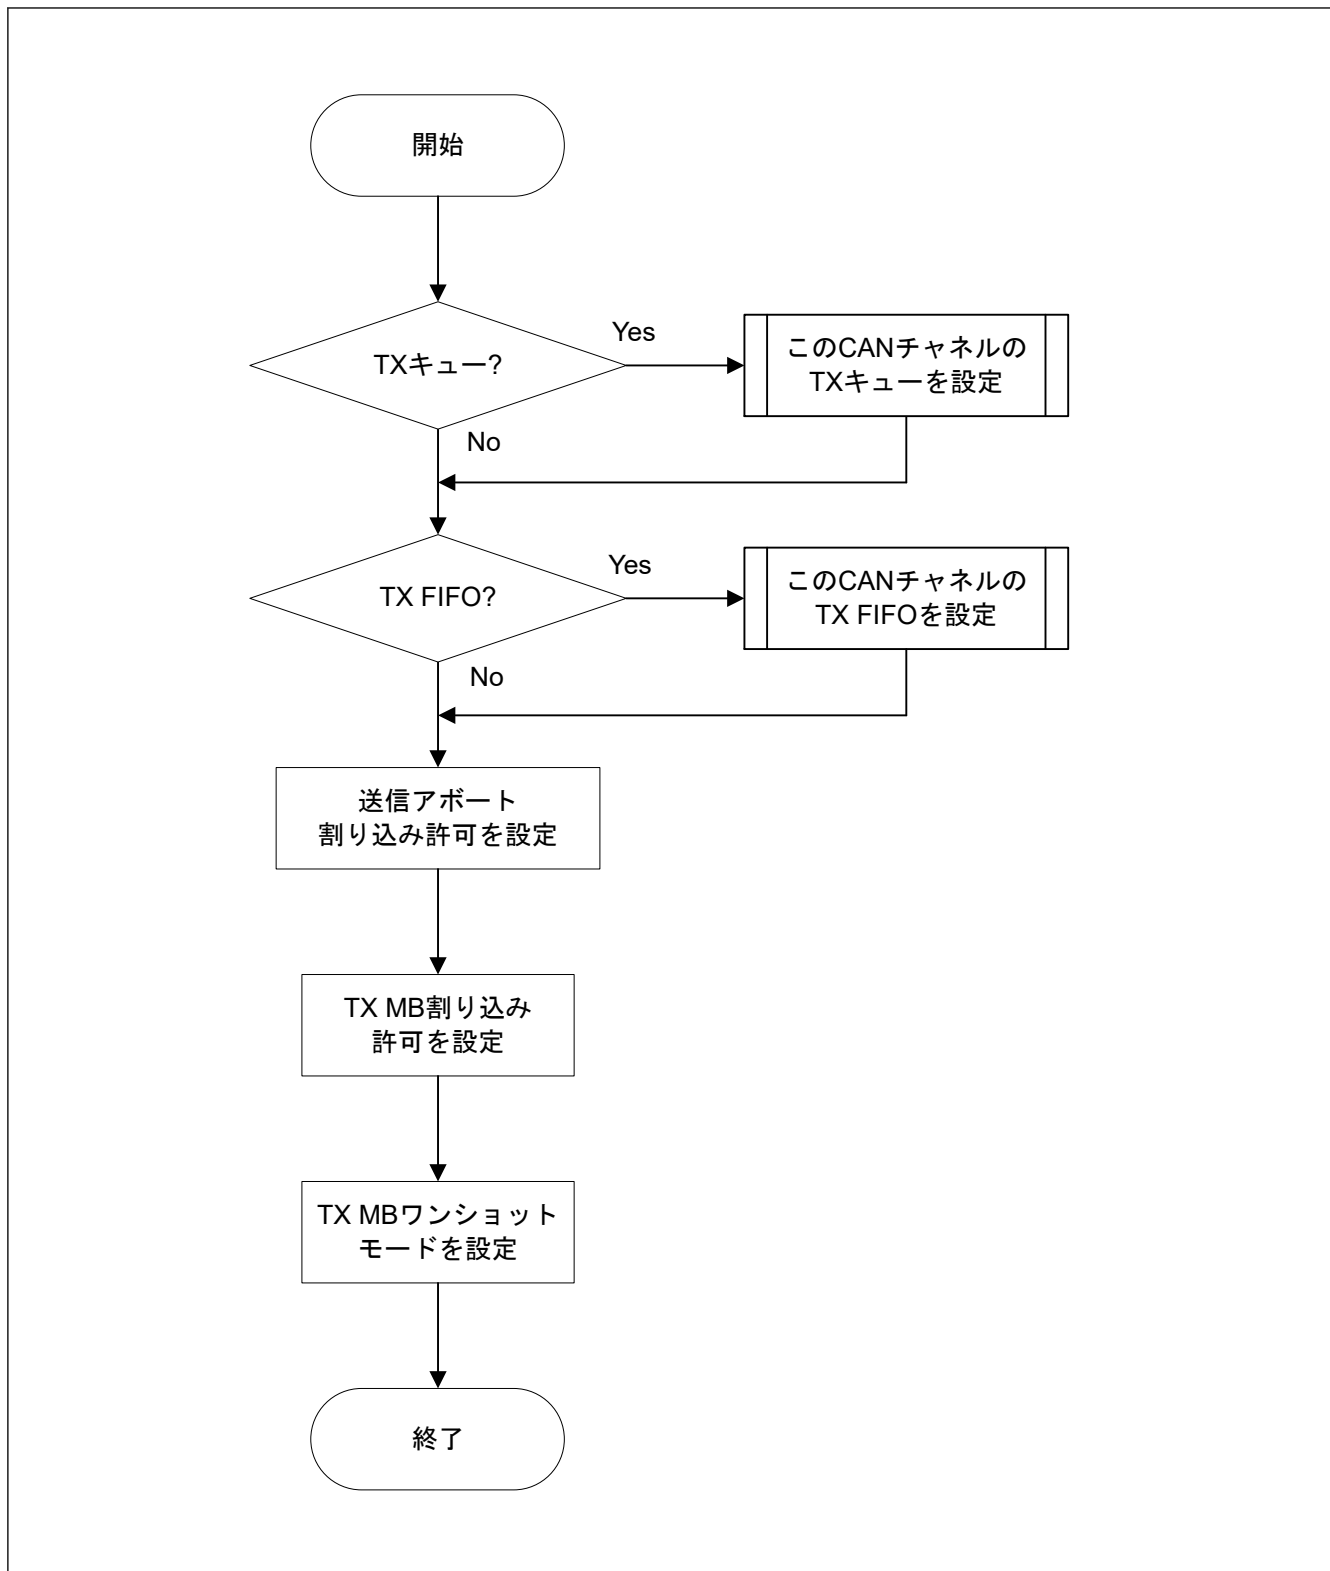 開始
TXキュー?
Yes
このCANチャネルの
TXキューを設定
No
TX FIFO?
Yes
このCANチャネルの
TX FIFOを設定
No
送信アボート
割り込み許可を設定
TX MB割り込み
許可を設定
TX MBワンショット
モードを設定
終了